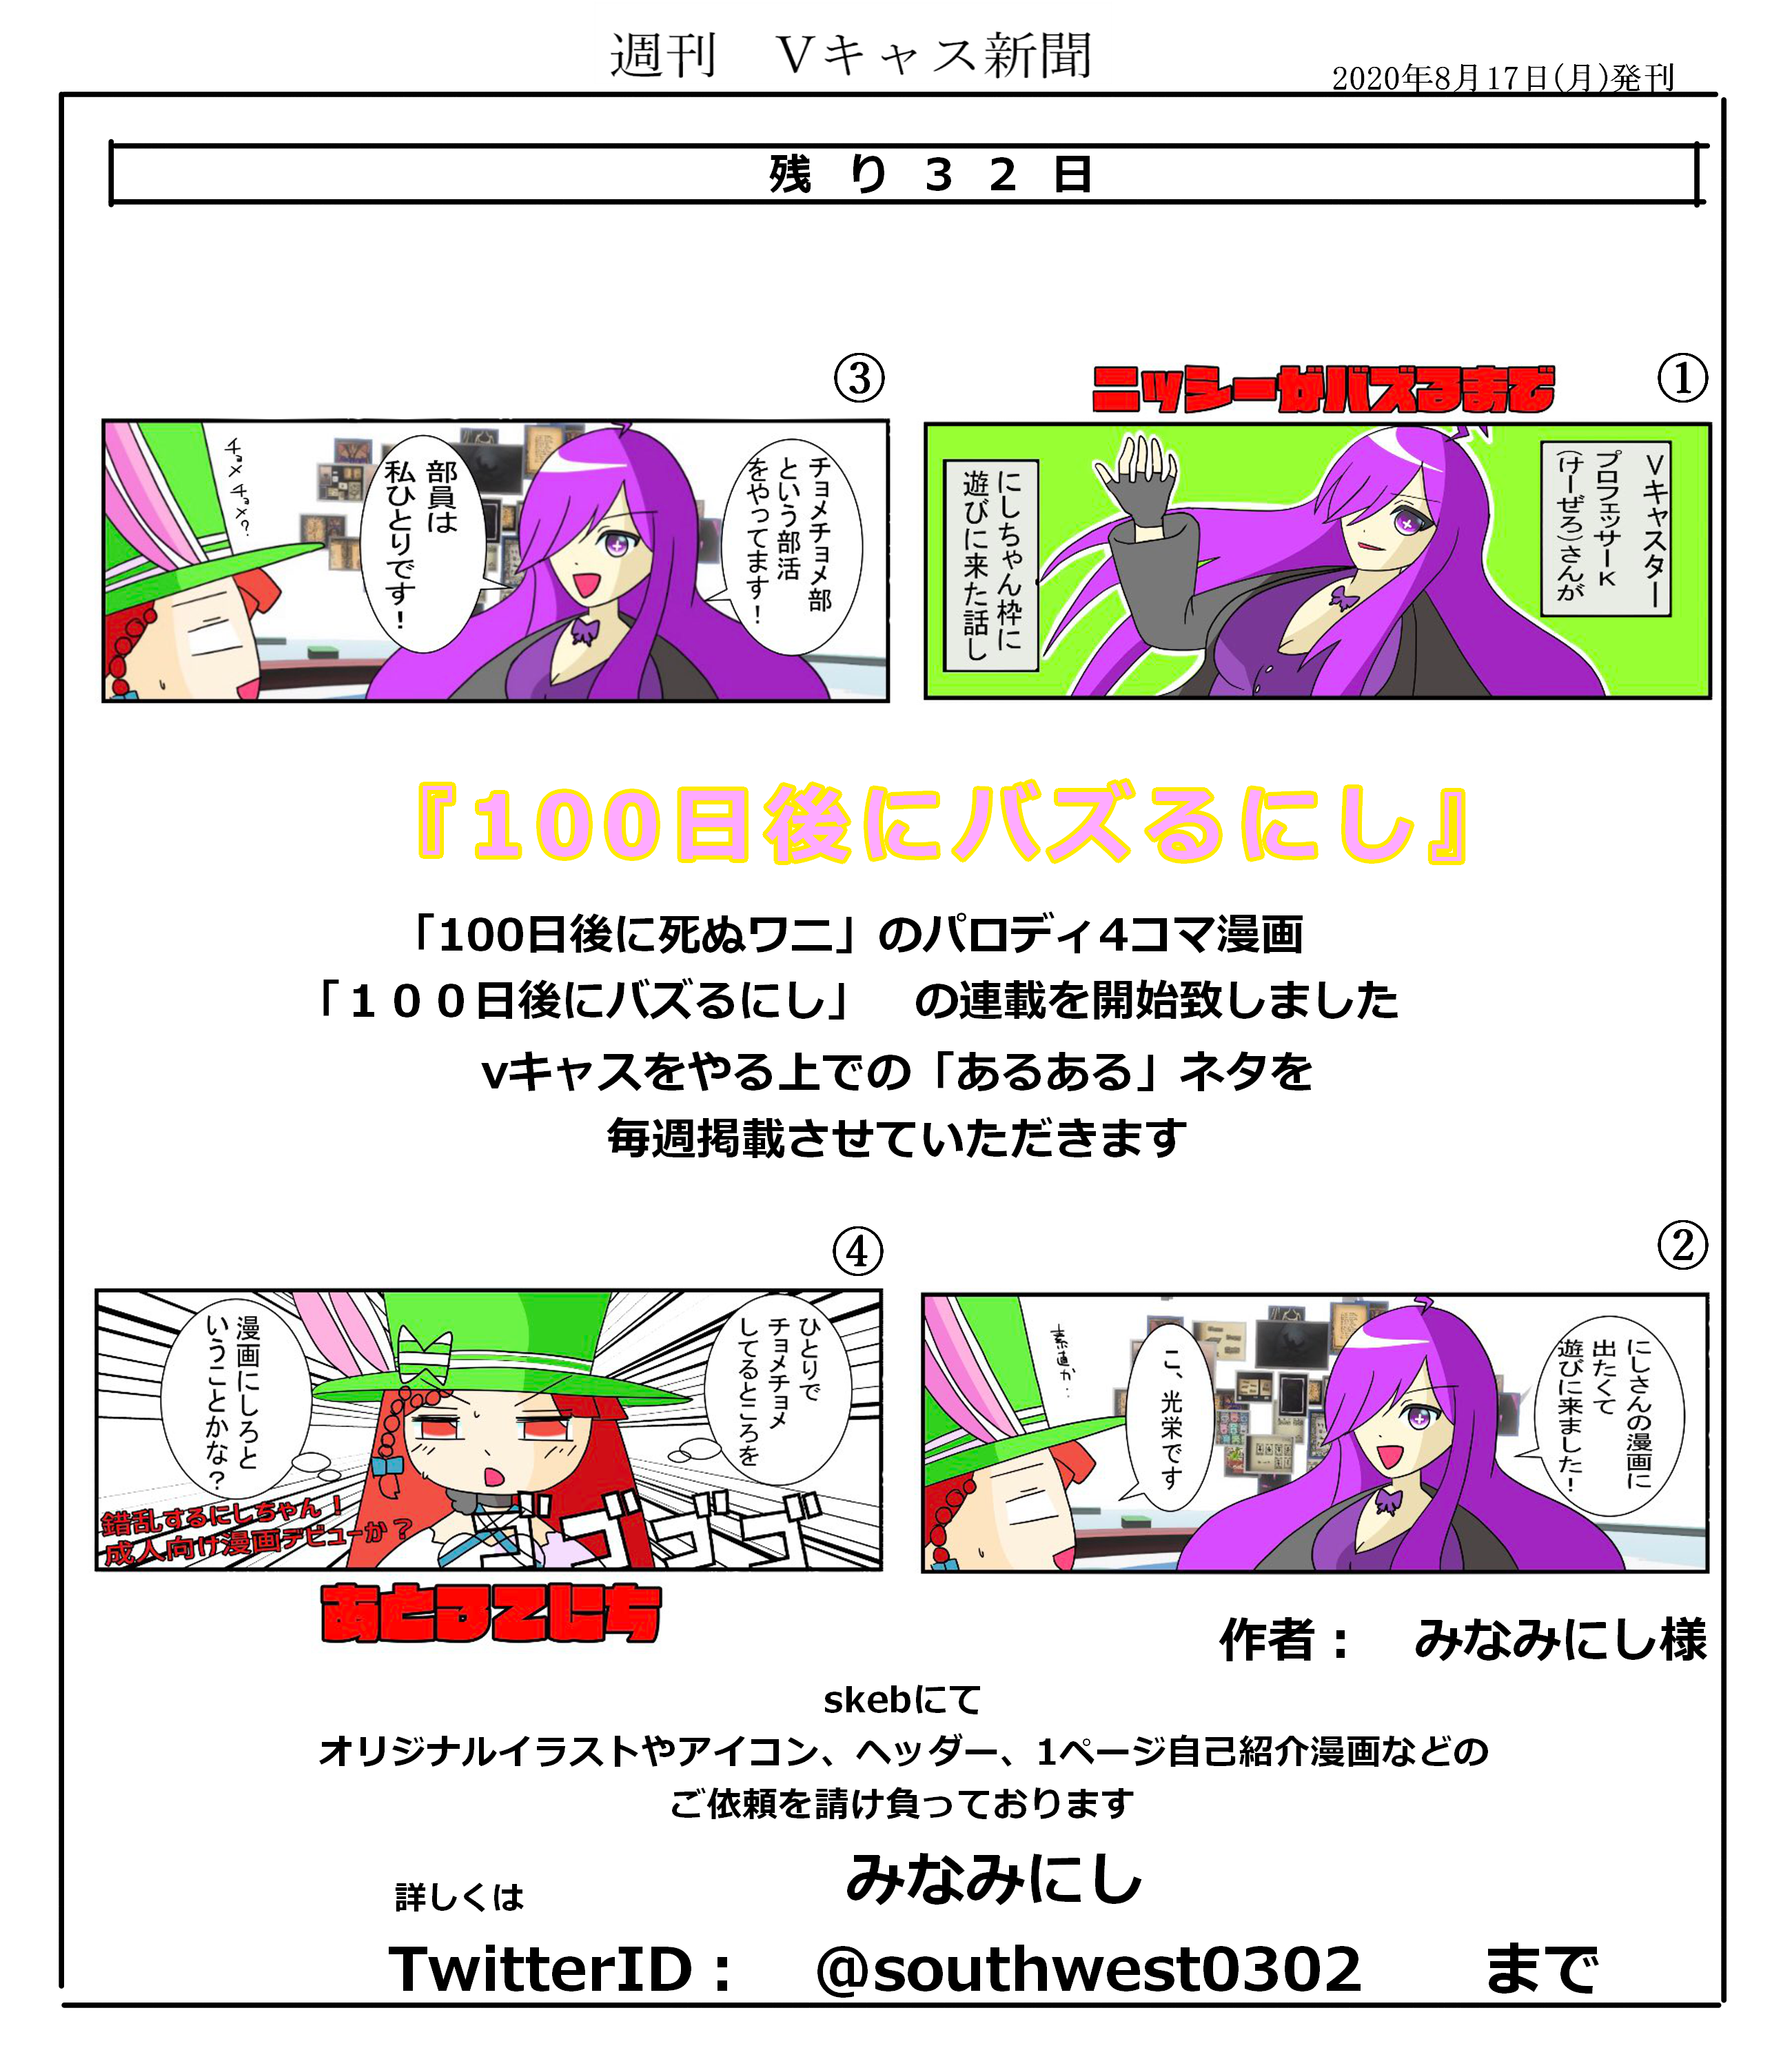 週刊　Ｖキャス新聞
2020年8月17日(月)発刊
残り３２日
①
ニッシーがバズるまで
Ｖキャスター
プロフェッサーＫ
(けーぜろ)さんが
にしちゃん枠に
遊びに来た話し
③
チョメチョメ部
という部活
をやってます！
部員は
私ひとりです！
チョメチョメ？
『100日後にバズるにし』
「100日後に死ぬワニ」のパロディ4コマ漫画
「１００日後にバズるにし」　の連載を開始致しました
vキャスをやる上での「あるある」ネタを
毎週掲載させていただきます
②
にしさんの漫画に
出たくて
遊びに来ました！
こ、光栄です
素直か‥
④
ひとりで
チョメチョメ
してるところを
漫画にしろと
いうことかな？
ゴゴゴゴ
錯乱するにしちゃん！
成人向け漫画デビューか？
あと32にち
作者：　みなみにし様
skebにて
オリジナルイラストやアイコン、ヘッダー、1ページ自己紹介漫画などの
ご依頼を請け負っております
みなみにし
詳しくは
TwitterID：　@southwest0302　まで